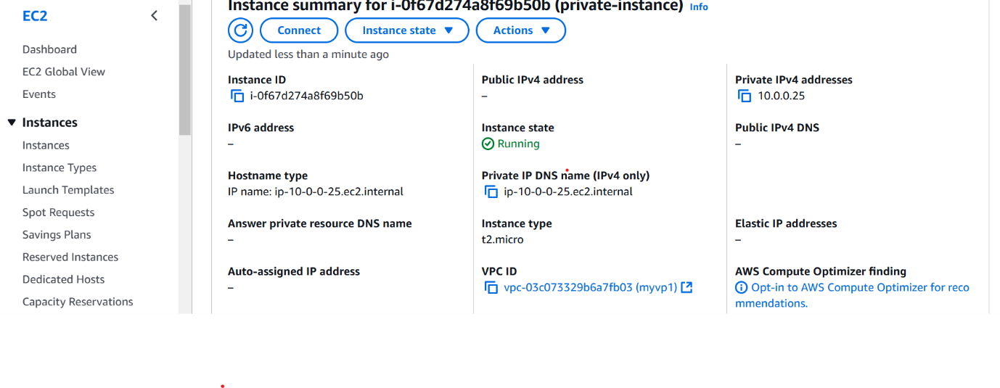 EC2
Dashboard
EC2 Global View
Events
Instances
Instances
Instance Types
Launch Templates
Spot Requests
Savings Plans
Reserved Instances
Dedicated Hosts
Capacity Reservations
Instance summary for i-0f67d274a8f69b50b (private-instance) Info
Connect Instance state Actions
Updated less than a minute ago
Instance ID
i-0f67d274a8f69b50b
Public IPv4 address
–
Private IPv4 addresses
10.0.0.25
IPv6 address
–
Instance state
Running
Public IPv4 DNS
–
Hostname type
IP name: ip-10-0-0-25.ec2.internal
Private IP DNS name (IPv4 only)
ip-10-0-0-25.ec2.internal
Answer private resource DNS name
–
Instance type
t2.micro
Elastic IP addresses
–
Auto-assigned IP address
–
VPC ID
vpc-03c073329b6a7fb03 (myvp1)
AWS Compute Optimizer finding
Opt-in to AWS Compute Optimizer for reco
mmendations.